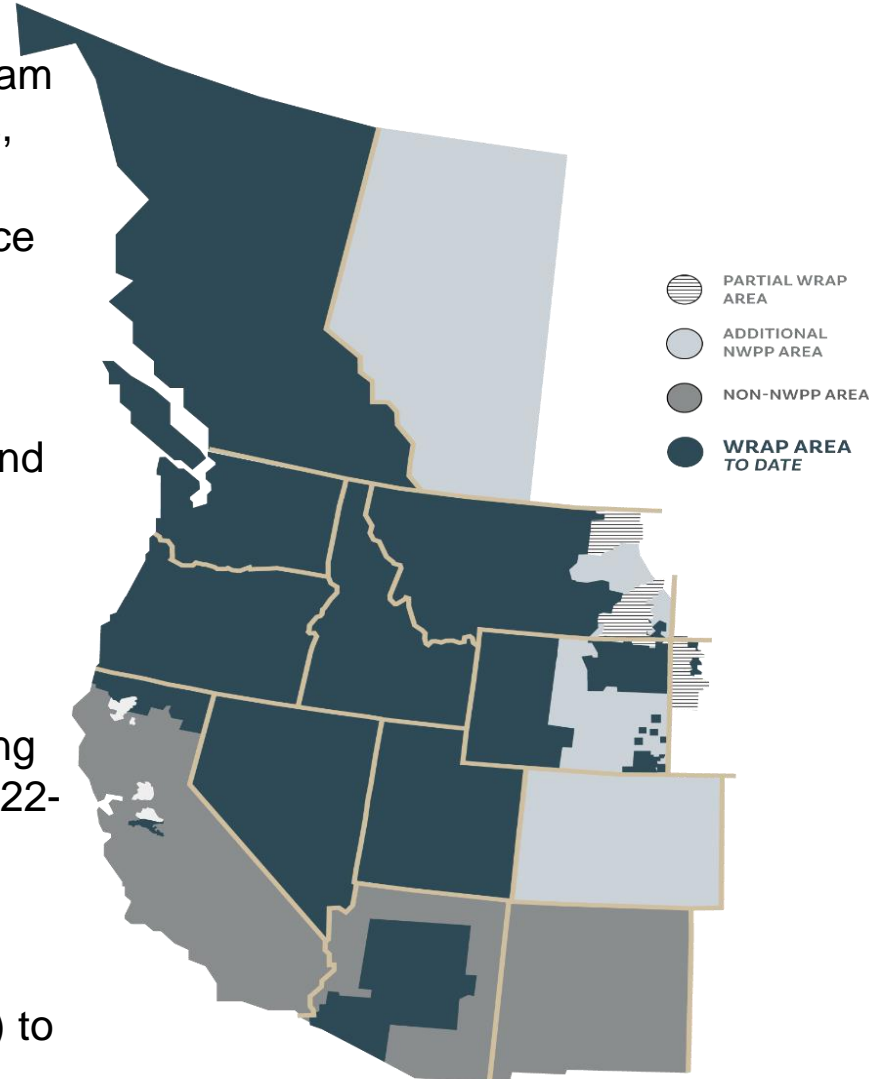 am
,
ce
nd
ng
22-
) to
PARTIAL WRAP
AREA
ADDITIONAL
NWPP AREA
NON-NWPP AREA
WRAP AREA
TO DATE